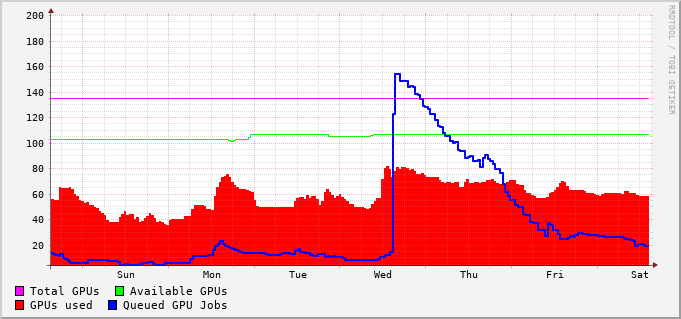 200
180
160
140
120
100
80
60
40
20
Sun Mon Tue Wed Thu Fri Sat
Total GPUs Available GPUs
GPUs used Queued GPU Jobs
RRDTOOL / TOBI OETIKER